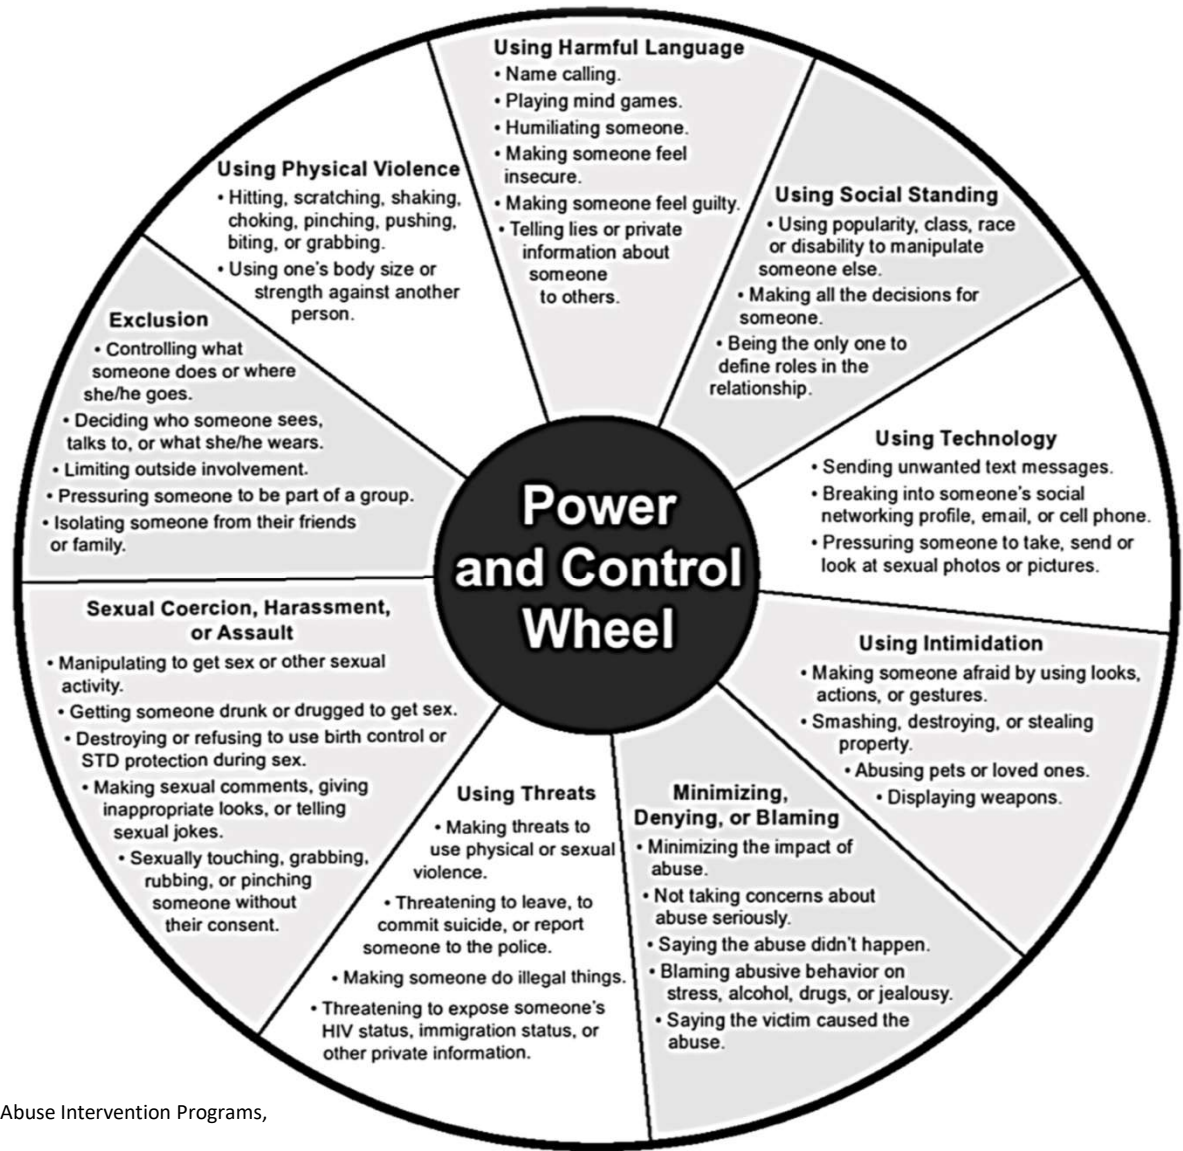 Using Harmful Language
• Name calling.
• Playing mind games.
• Humiliating someone.
• Making someone feel
insecure.
• Making someone feel guilty.
• Telling lies or private
information about
someone
to others.
Using Social Standing
• Using popularity, class, race
or disability to manipulate
someone else.
• Making all the decisions for
someone.
• Being the only one to
define roles in the
relationship.
Using Technology
• Sending unwanted text messages.
• Breaking into someone's social
networking profile, email, or cell phone.
• Pressuring someone to take, send or
look at sexual photos or pictures.
Using Intimidation
• Making someone afraid by using looks,
actions, or gestures.
• Smashing, destroying, or stealing
property.
• Abusing pets or loved ones.
• Displaying weapons.
Minimizing,
Denying, or Blaming
• Minimizing the impact of
abuse.
• Not taking concerns about
abuse seriously.
• Saying the abuse didn't happen.
• Blaming abusive behavior on
stress, alcohol, drugs, or jealousy.
• Saying the victim caused the
abuse.
Using Threats
• Making threats to
use physical or sexual
violence.
• Threatening to leave, to
commit suicide, or report
someone to the police.
• Making someone do illegal things.
• Threatening to expose someone's
HIV status, immigration status, or
other private information.
Sexual Coercion, Harassment,
or Assault
• Manipulating to get sex or other sexual
activity.
• Getting someone drunk or drugged to get sex.
• Destroying or refusing to use birth control or
STD protection during sex.
• Making sexual comments, giving
inappropriate looks, or telling
sexual jokes.
• Sexually touching, grabbing,
rubbing, or pinching
someone without
their consent.
Exclusion
• Controlling what
someone does or where
she/he goes.
• Deciding who someone sees,
talks to, or what she/he wears.
• Limiting outside involvement.
• Pressuring someone to be part of a group.
• Isolating someone from their friends
or family.
Using Physical Violence
• Hitting, scratching, shaking,
choking, pinching, pushing,
biting, or grabbing.
• Using one's body size or
strength against another
person.
Power
and Control
Wheel
Abuse Intervention Programs,